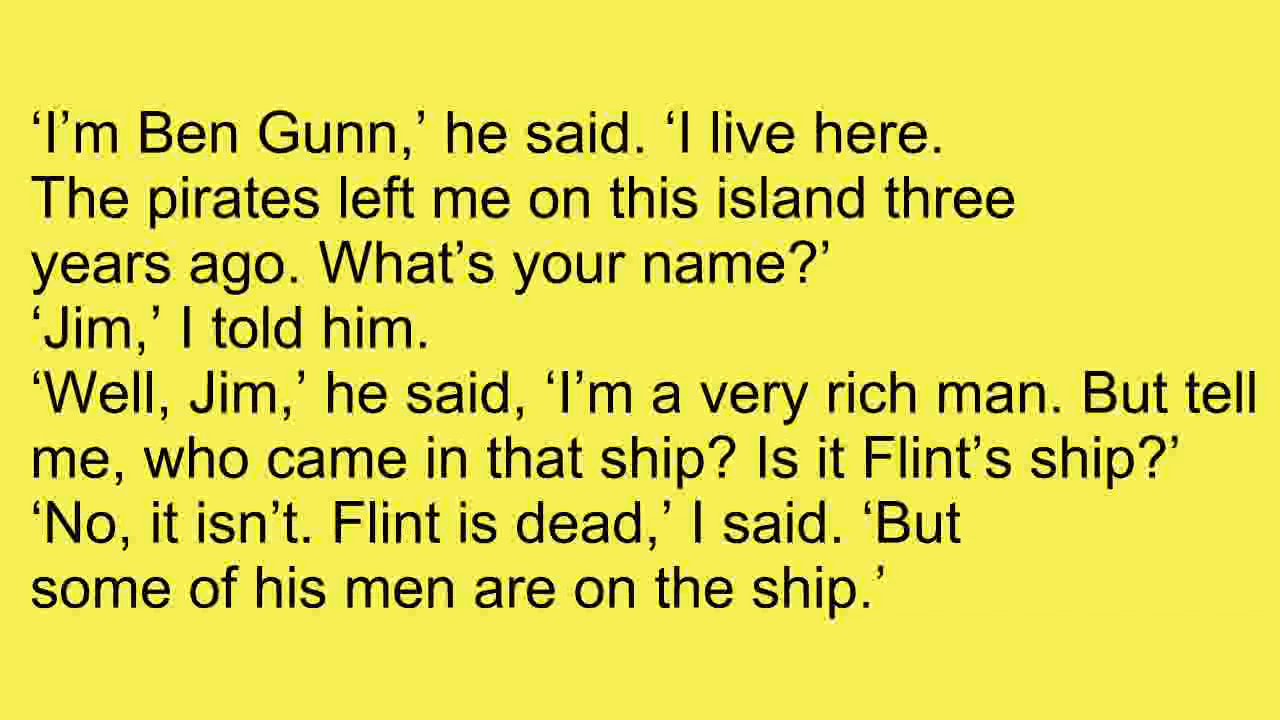 ‘I’m Ben Gunn,’ he said. ‘I live here.
The pirates left me on this island three
years ago. What’s your name?’
‘Jim,’ I told him.
‘Well, Jim,’ he said, ‘I’m a very rich man. But tell
me, who came in that ship? Is it Flint’s ship?’
‘No, it isn’t. Flint is dead,’ I said. ‘But
some of his men are on the ship.’